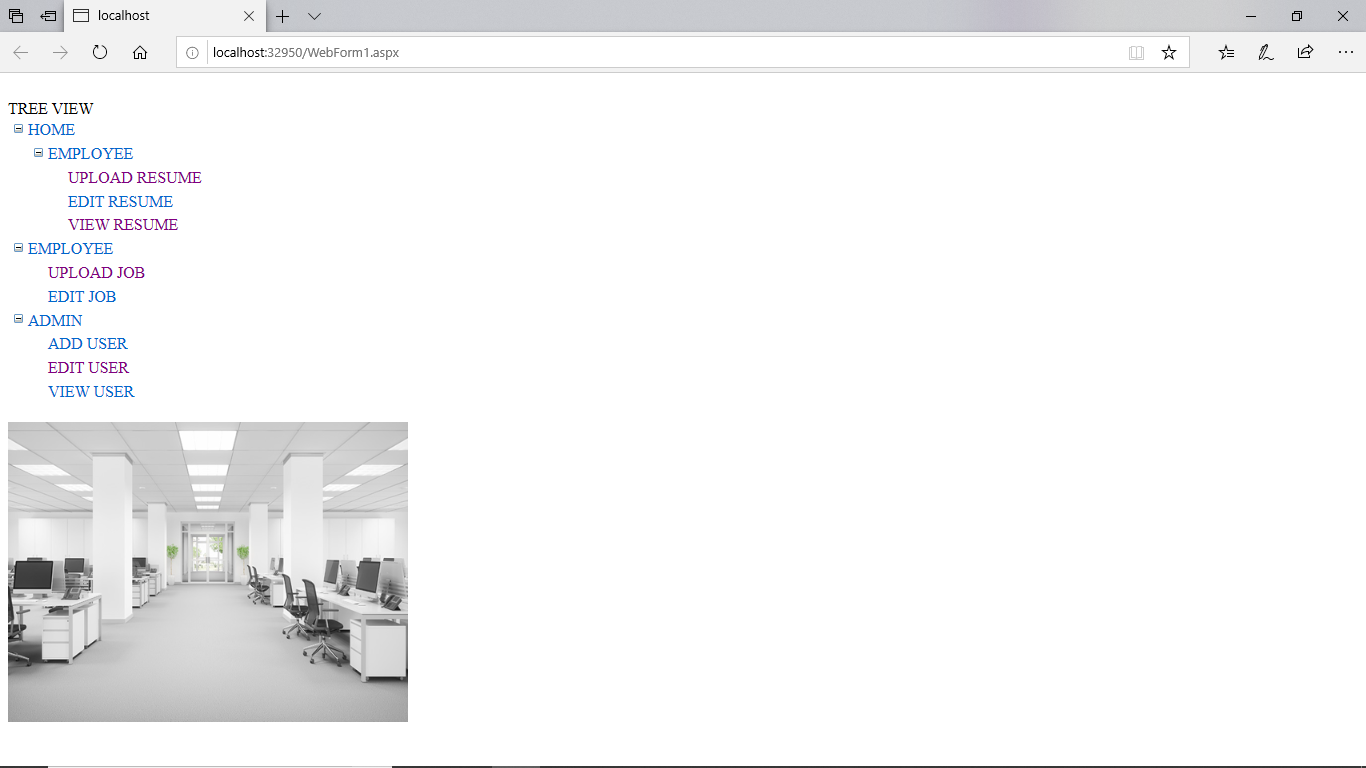 localhost
localhost:32950/WebForm1.aspx
TREE VIEW
HOME
EMPLOYEE
UPLOAD RESUME
EDIT RESUME
VIEW RESUME
EMPLOYEE
UPLOAD JOB
EDIT JOB
ADMIN
ADD USER
EDIT USER
VIEW USER